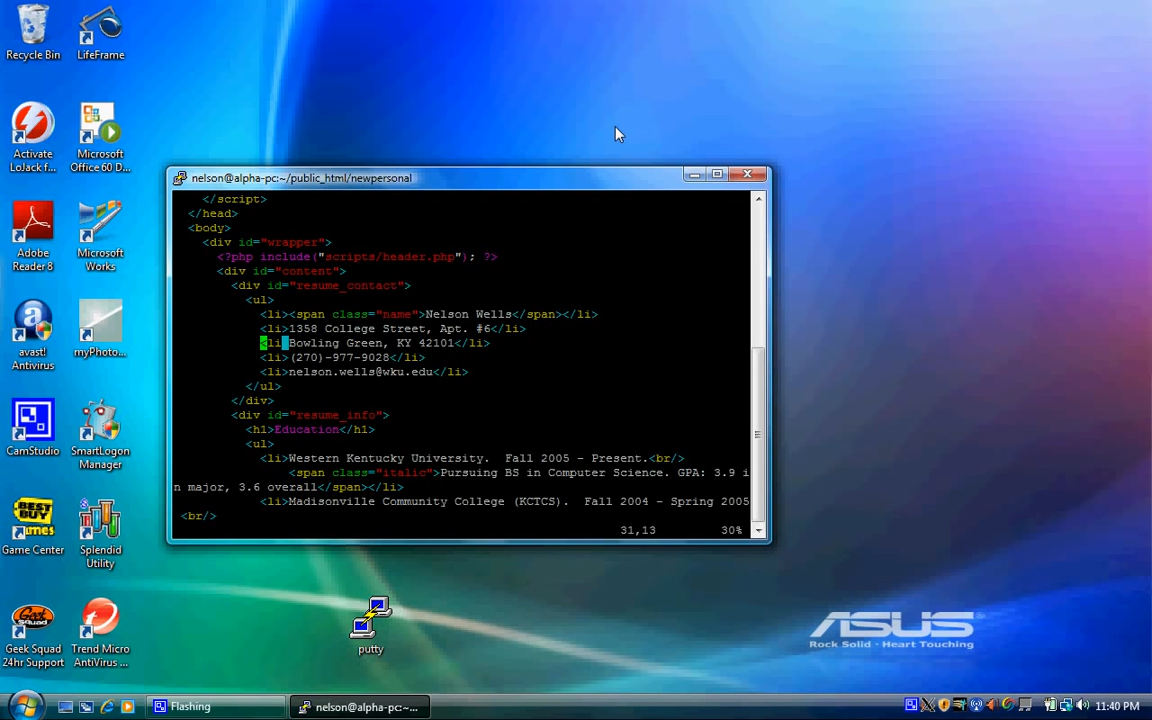 Recycle Bin
LifeFrame
Activate
LoJack f...
Microsoft
Office 60 D...
Adobe
Reader 8
Microsoft
Works
avast!
Antivirus
myPhoto...
CamStudio
SmartLogon
Manager
Game Center
Splendid
Utility
Geek Squad
24hr Support
Trend Micro
AntiVirus ...
nelson@alpha-pc:~/public_html/newpersonal
</script>
</head>
<body>
<div id="wrapper">
<?php include("scripts/header.php"); ?>
<div id="content">
<div id="resume_contact">
<ul>
<li><span class="name">Nelson Wells</span></li>
<li>1358 College Street, Apt. #6</li>
<li>Bowling Green, KY 42101</li>
<li>(270)-977-9028</li>
<li>nelson.wells@wku.edu</li>
</ul>
</div>
<div id="resume_info">
<h1>Education</h1>
<ul>
<li>Western Kentucky University.  Fall 2005 - Present.<br/>
<span class="italic">Pursuing BS in Computer Science. GPA: 3.9 i
n major, 3.6 overall</span></li>
<li>Madisonville Community College (KCTCS).  Fall 2004 - Spring 2005
<br/>
31,13 30%
putty
ASUS
Rock Solid · Heart Touching
Flashing
nelson@alpha-pc:~...
11:40 PM